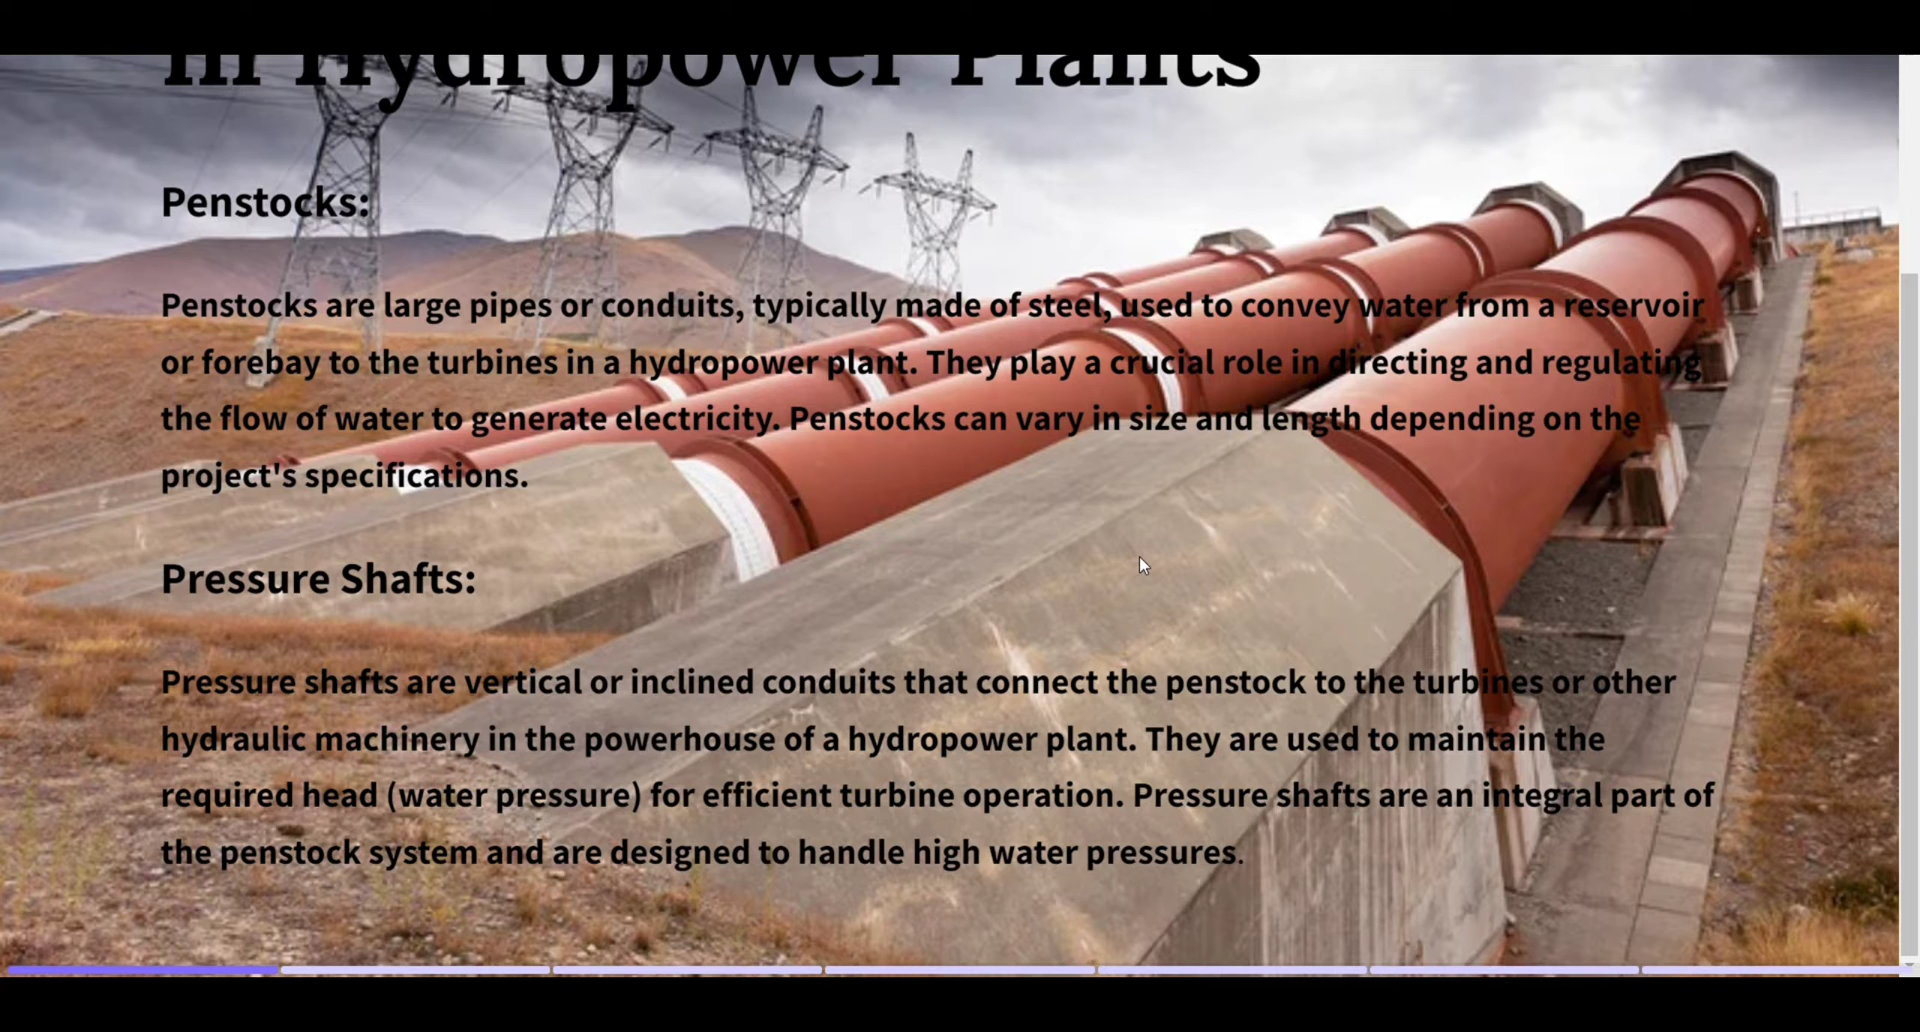 in Hydropower Plants
Penstocks:
Penstocks are large pipes or conduits, typically made of steel, used to convey water from a reservoir
or forebay to the turbines in a hydropower plant. They play a crucial role in directing and regulating
the flow of water to generate electricity. Penstocks can vary in size and length depending on the
project's specifications.
Pressure Shafts:
Pressure shafts are vertical or inclined conduits that connect the penstock to the turbines or other
hydraulic machinery in the powerhouse of a hydropower plant. They are used to maintain the
required head (water pressure) for efficient turbine operation. Pressure shafts are an integral part of
the penstock system and are designed to handle high water pressures.